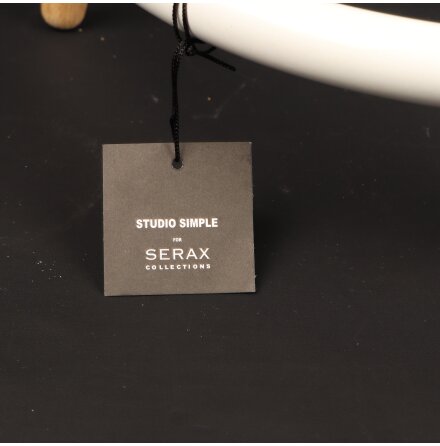 STUDIO SIMPLE
FOR
SERAX
COLLECTIONS